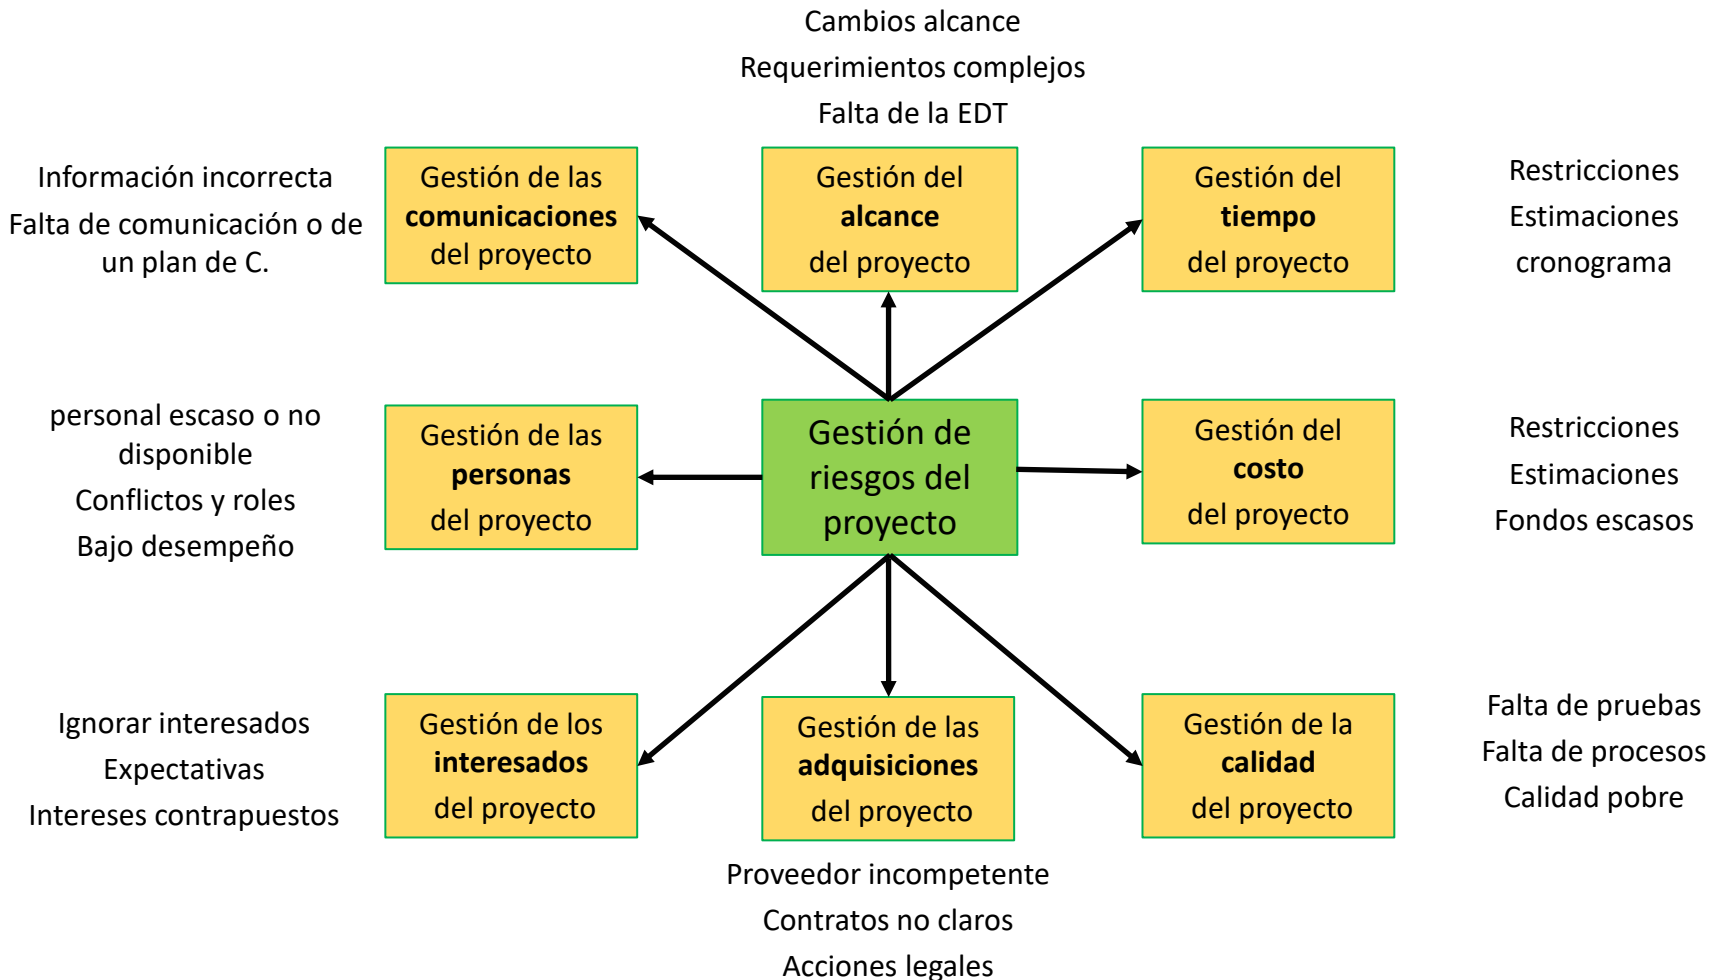 Cambios alcance
Requerimientos complejos
Falta de la EDT
Información incorrecta
Falta de comunicación o de
un plan de C.
Gestión de las
comunicaciones
del proyecto
Gestión del
alcance
del proyecto
Gestión del
tiempo
del proyecto
Restricciones
Estimaciones
cronograma
personal escaso o no
disponible
Conflictos y roles
Bajo desempeño
Gestión de las
personas
del proyecto
Gestión de
riesgos del
proyecto
Gestión del
costo
del proyecto
Restricciones
Estimaciones
Fondos escasos
Ignorar interesados
Expectativas
Intereses contrapuestos
Gestión de los
interesados
del proyecto
Gestión de las
adquisiciones
del proyecto
Gestión de la
calidad
del proyecto
Falta de pruebas
Falta de procesos
Calidad pobre
Proveedor incompetente
Contratos no claros
Acciones legales